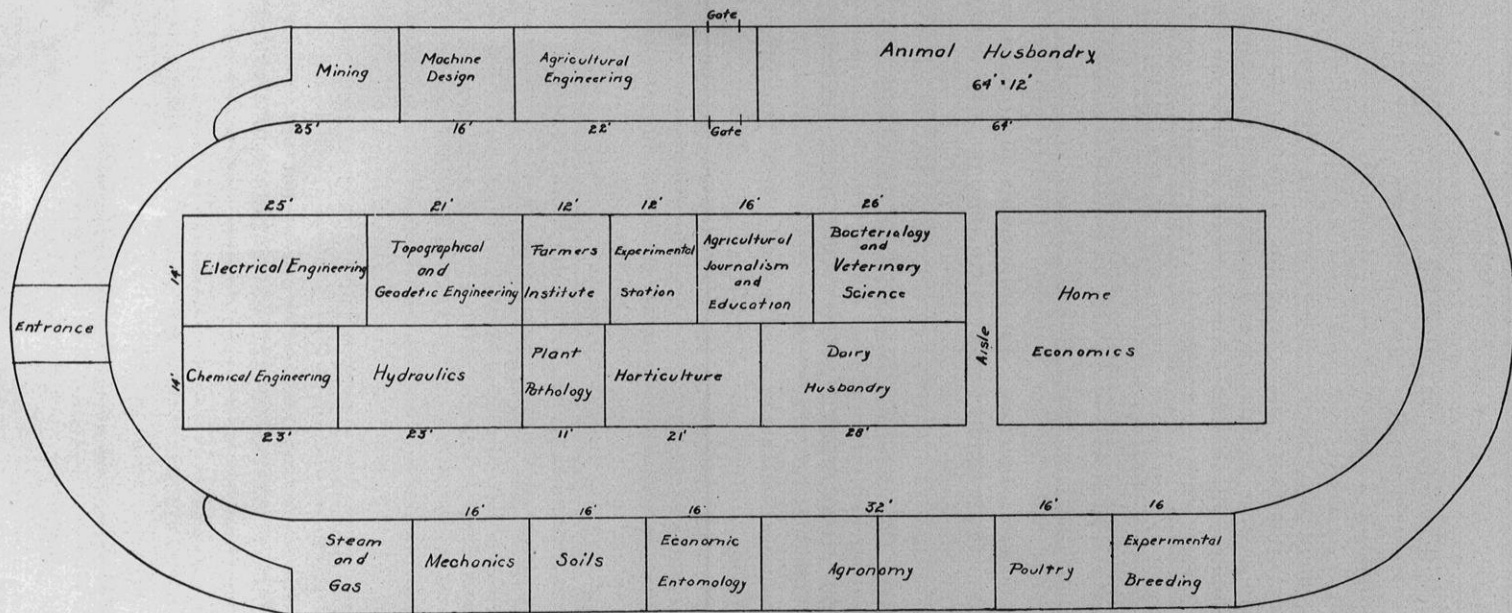 Gate
Mining
Machine
Design
Agricultural
Engineering
Animal Husbandry
64' × 12'
25'
16'
22'
Gate
64'
25'
21'
12'
12'
16'
26'
14'
Electrical Engineering
Topographical
and
Geodetic Engineering
Farmers
Institute
Experimental
Station
Agricultural
Journalism
and
Education
Bacteriology
and
Veterinary
Science
Home
Economics
Entrance
Aisle
14'
Chemical Engineering
Hydraulics
Plant
Pathology
Horticulture
Dairy
Husbandry
23'
23'
11'
21'
28'
16'
16'
16'
32'
16'
16
Steam
and
Gas
Mechanics
Soils
Economic
Entomology
Agronomy
Poultry
Experimental
Breeding